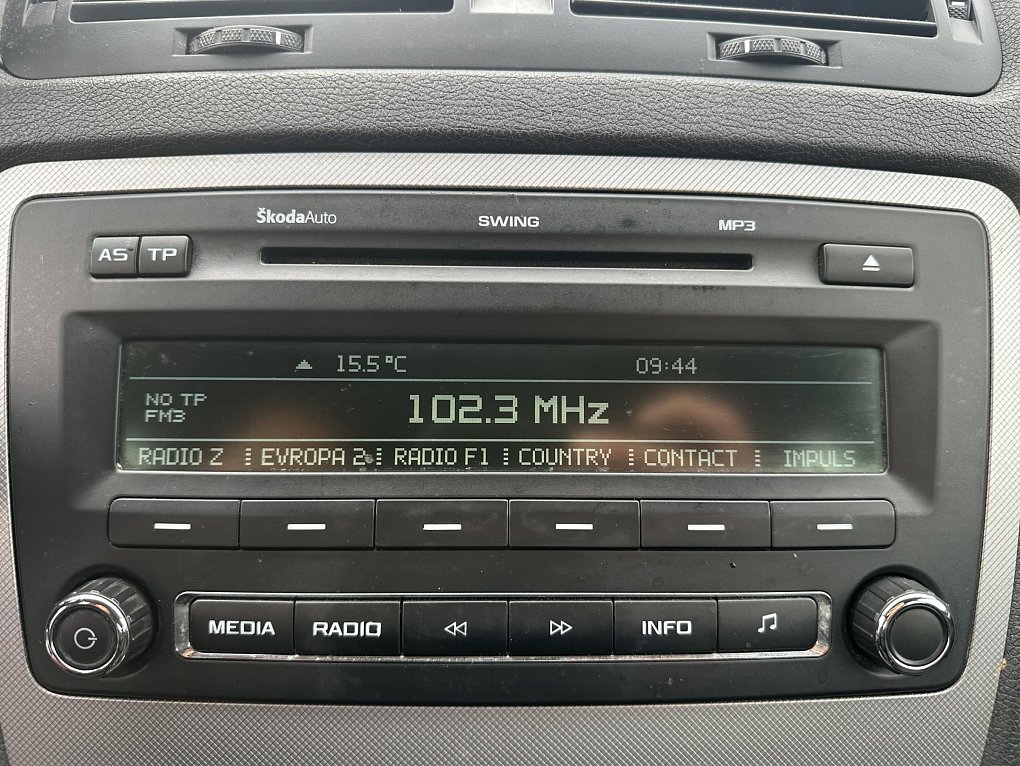 ŠkodaAuto SWING MP3
AS TP
15.5°C 09:44
NO TP
FM3
102.3 MHz
RADIO Z EVROPA 2 RADIO F1 COUNTRY CONTACT IMPULS
MEDIA RADIO INFO